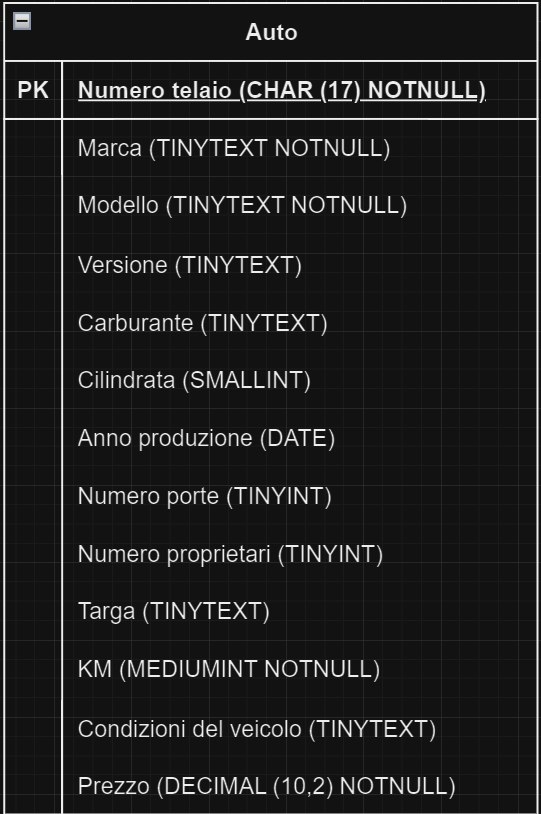 Auto
PK Numero telaio (CHAR (17) NOTNULL)
Marca (TINYTEXT NOTNULL)
Modello (TINYTEXT NOTNULL)
Versione (TINYTEXT)
Carburante (TINYTEXT)
Cilindrata (SMALLINT)
Anno produzione (DATE)
Numero porte (TINYINT)
Numero proprietari (TINYINT)
Targa (TINYTEXT)
KM (MEDIUMINT NOTNULL)
Condizioni del veicolo (TINYTEXT)
Prezzo (DECIMAL (10,2) NOTNULL)